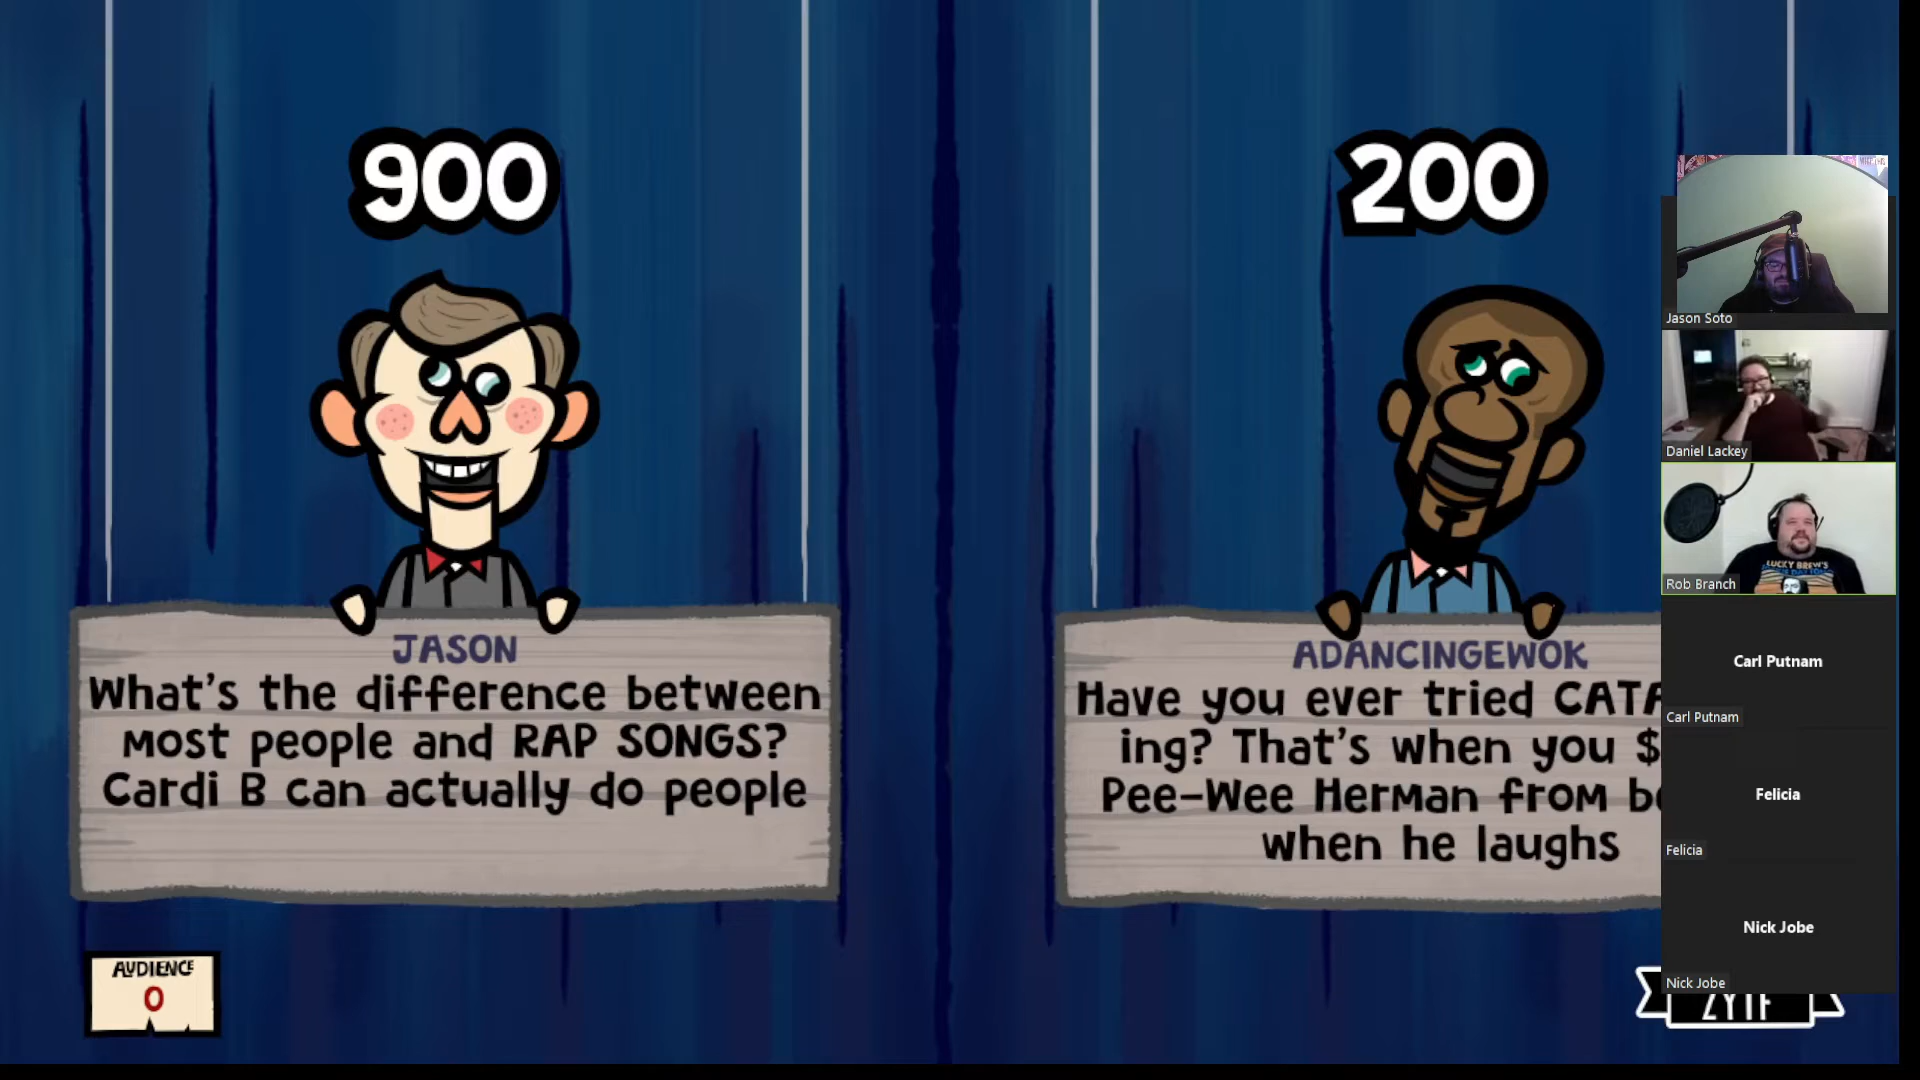 900
JASON
What's the difference between
most people and RAP SONGS?
Cardi B can actually do people
200
ADANCINGEWOK
Have you ever tried
ing? That's when you $
Pee-Wee Herman from
when he laughs
AUDIENCE
0
Jason Soto
Daniel Lackey
LUCKY BREW'S
Rob Branch
Carl Putnam
Carl Putnam
Felicia
Felicia
Nick Jobe
Nick Jobe